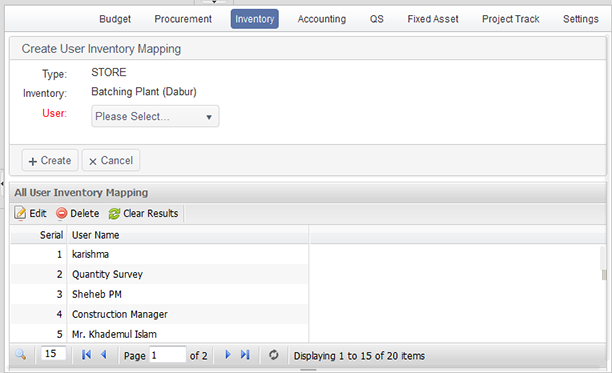 Budget Procurement Inventory Accounting QS Fixed Asset Project Track Settings
Create User Inventory Mapping
Type: STORE
Inventory: Batching Plant (Dabur)
User: Please Select...
+ Create × Cancel
All User Inventory Mapping
Edit Delete Clear Results
Serial User Name
1 karishma
2 Quantity Survey
3 Sheheb PM
4 Construction Manager
5 Mr. Khademul Islam
15 Page 1 of 2 Displaying 1 to 15 of 20 items